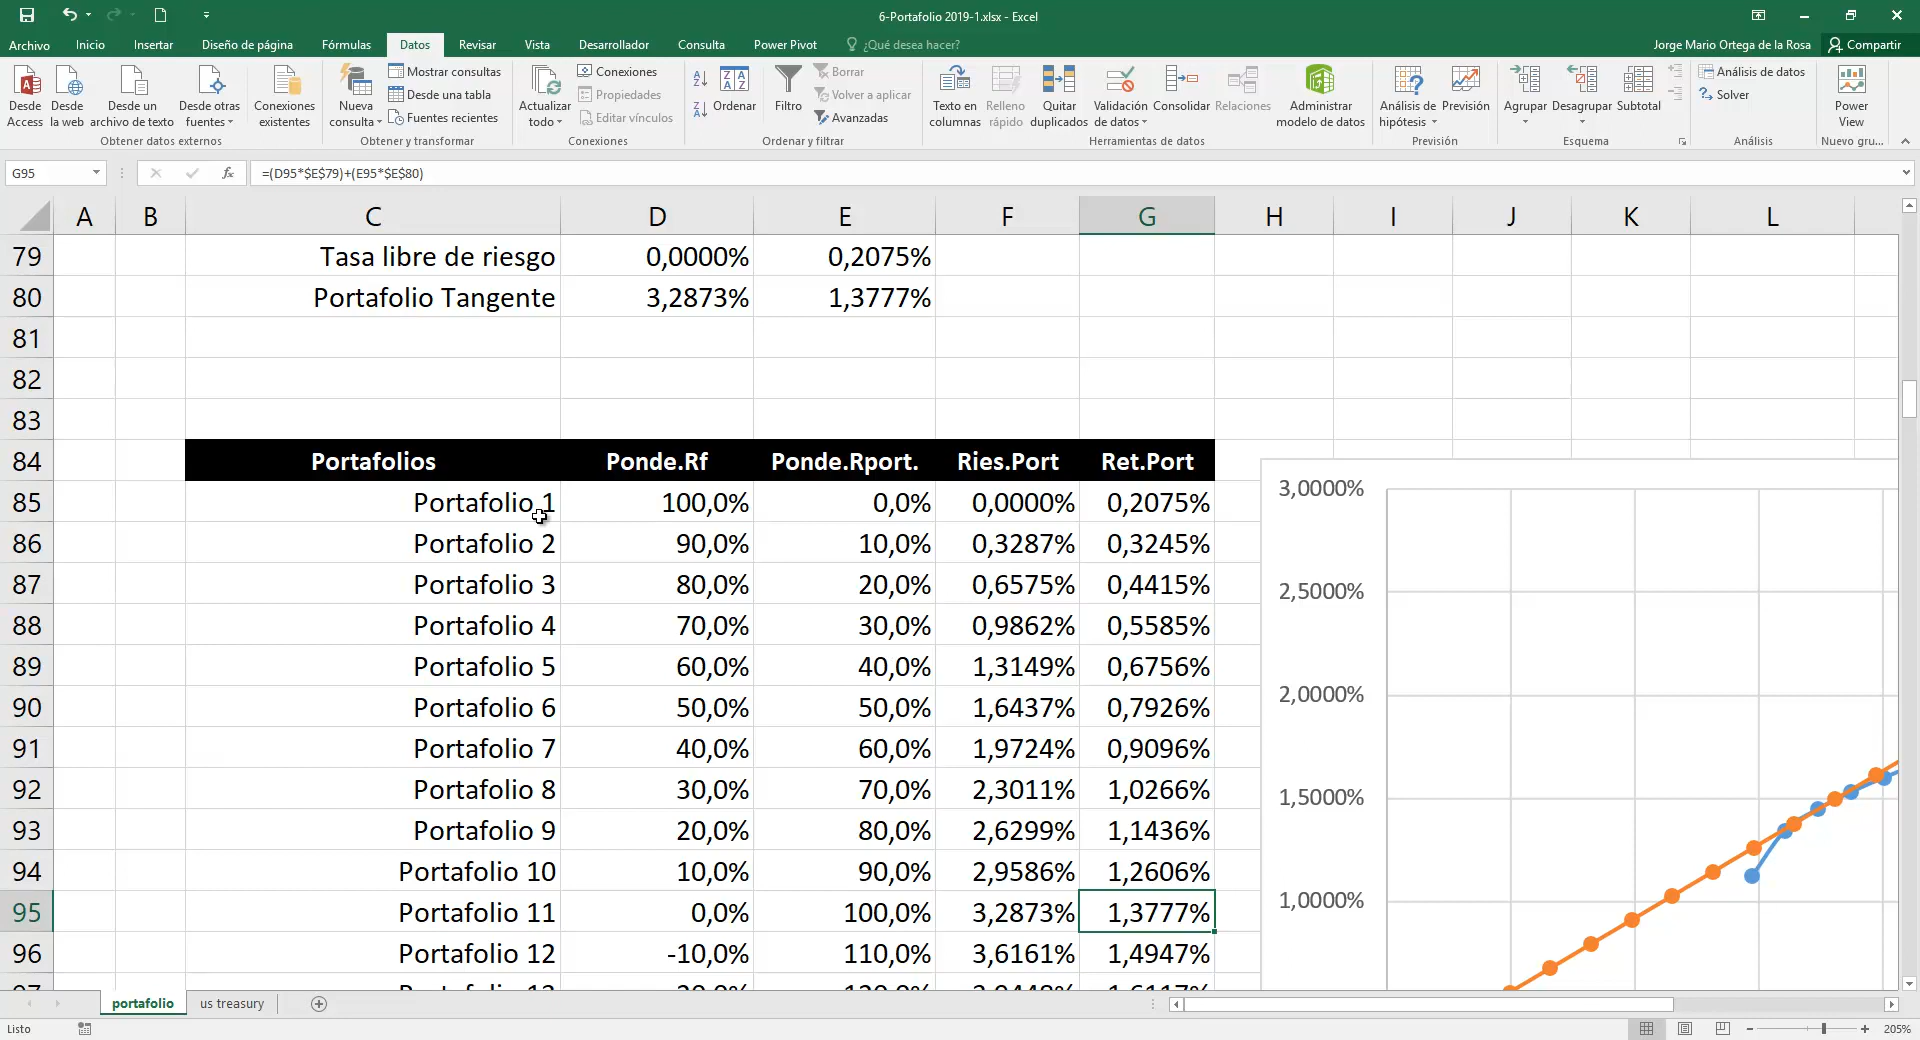 6-Portafolio 2019-1.xlsx - Excel
Archivo Inicio Insertar Diseño de página Fórmulas Datos Revisar Vista Desarrollador Consulta Power Pivot ¿Qué desea hacer? Jorge Mario Ortega de la Rosa Compartir
Desde Access
Desde la web
Desde un archivo de texto
Desde otras fuentes
Conexiones existentes
Obtener datos externos
Nueva consulta
Mostrar consultas
Desde una tabla
Fuentes recientes
Obtener y transformar
Actualizar todo
Conexiones
Propiedades
Editar vínculos
Conexiones
Ordenar
Filtro
Borrar
Volver a aplicar
Avanzadas
Ordenar y filtrar
Texto en columnas
Relleno rápido
Quitar duplicados
Validación de datos
Consolidar
Relaciones
Administrar modelo de datos
Herramientas de datos
Análisis de hipótesis
Previsión
Previsión
Agrupar
Desagrupar
Subtotal
Esquema
Análisis de datos
Solver
Análisis
Power View
Nuevo gru...
G95 fx =(D95*$E$79)+(E95*$E$80)
A B C D E F G H I J K L
79 Tasa libre de riesgo 0,0000% 0,2075%
80 Portafolio Tangente 3,2873% 1,3777%
81
82
83
84 Portafolios Ponde.Rf Ponde.Rport. Ries.Port Ret.Port
85 Portafolio 1 100,0% 0,0% 0,0000% 0,2075%
86 Portafolio 2 90,0% 10,0% 0,3287% 0,3245%
87 Portafolio 3 80,0% 20,0% 0,6575% 0,4415%
88 Portafolio 4 70,0% 30,0% 0,9862% 0,5585%
89 Portafolio 5 60,0% 40,0% 1,3149% 0,6756%
90 Portafolio 6 50,0% 50,0% 1,6437% 0,7926%
91 Portafolio 7 40,0% 60,0% 1,9724% 0,9096%
92 Portafolio 8 30,0% 70,0% 2,3011% 1,0266%
93 Portafolio 9 20,0% 80,0% 2,6299% 1,1436%
94 Portafolio 10 10,0% 90,0% 2,9586% 1,2606%
95 Portafolio 11 0,0% 100,0% 3,2873% 1,3777%
96 Portafolio 12 -10,0% 110,0% 3,6161% 1,4947%
3,0000%
2,5000%
2,0000%
1,5000%
1,0000%
portafolio us treasury
Listo 205%